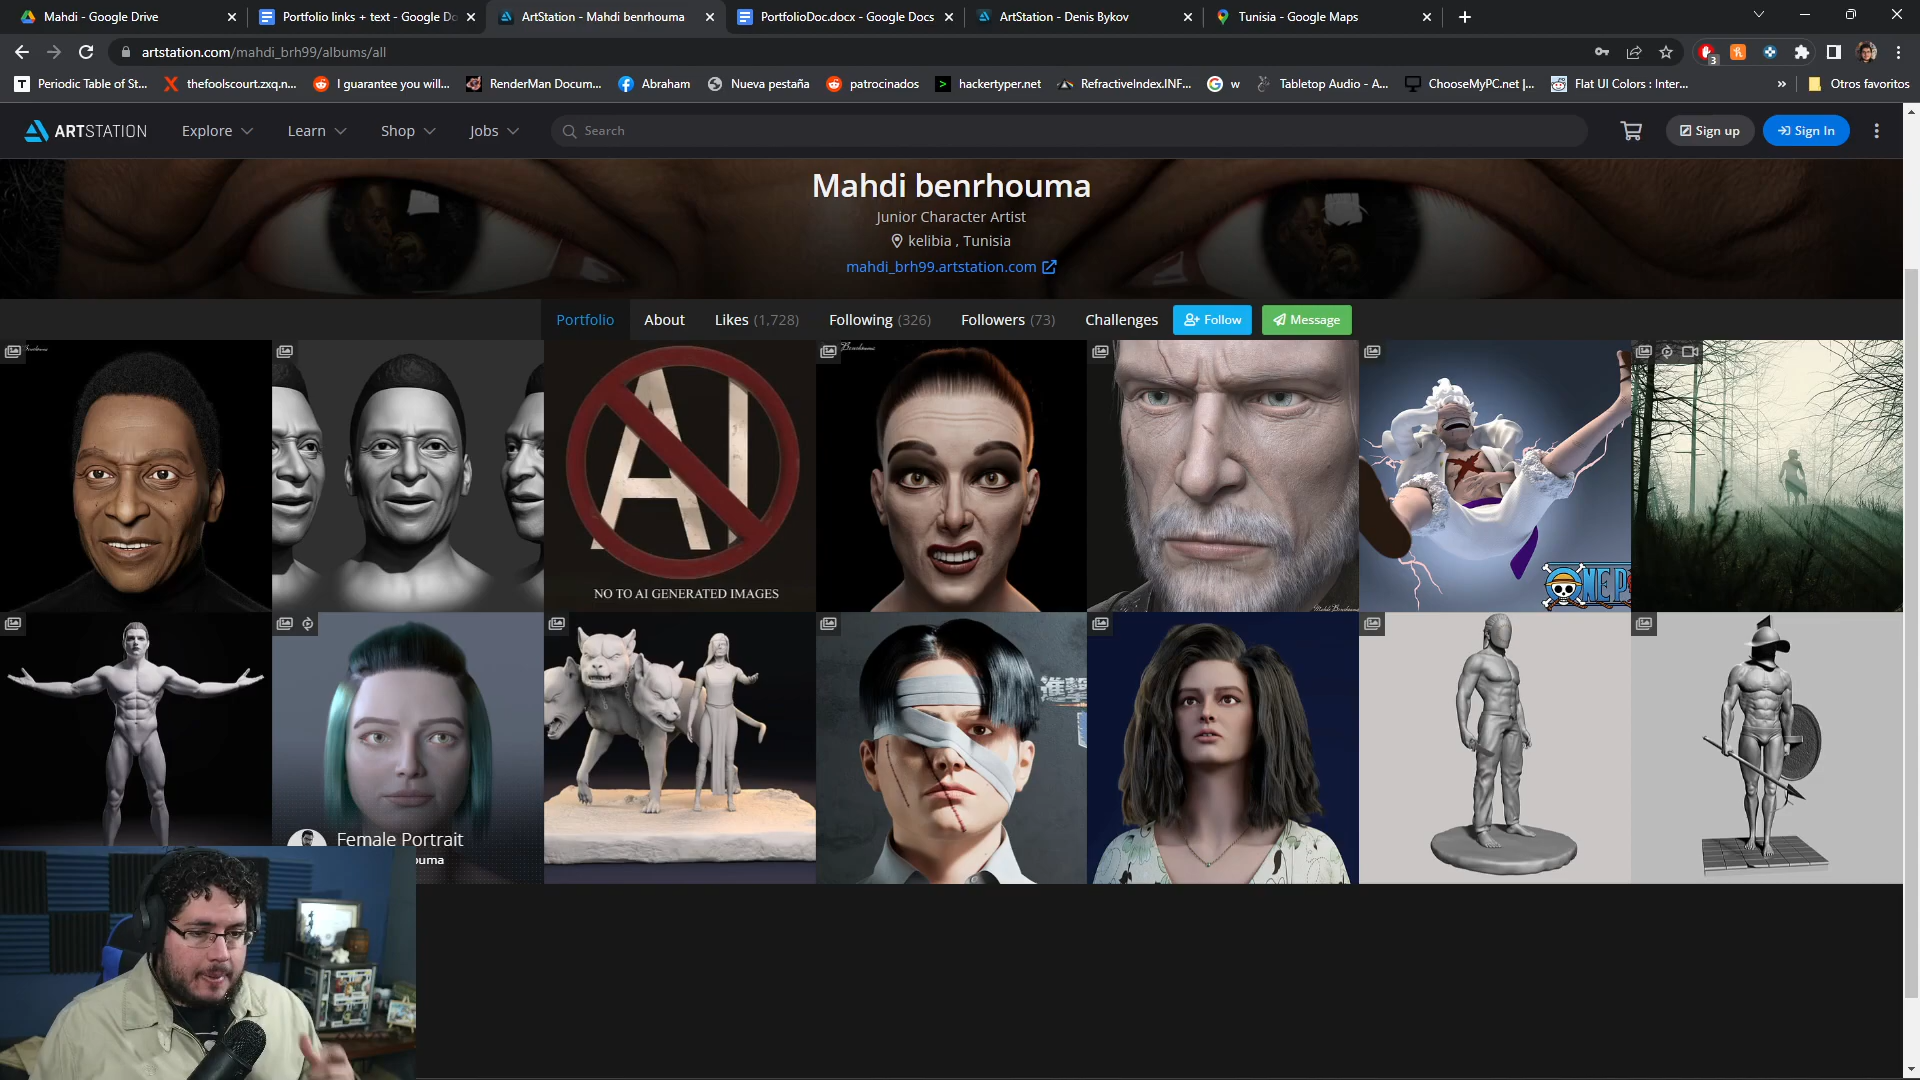 Mahdi - Google Drive
Portfolio links + text - Google Do
ArtStation - Mahdi benrhouma
PortfolioDoc.docx - Google Docs
ArtStation - Denis Bykov
Tunisia - Google Maps
artstation.com/mahdi_brh99/albums/all
3
Periodic Table of St...
thefoolscourt.zxq.n...
I guarantee you will...
RenderMan Docum...
Abraham
Nueva pestaña
patrocinados
hackertyper.net
RefractiveIndex.INF...
w
Tabletop Audio - A...
ChooseMyPC.net |...
Flat UI Colors : Inter...
»
Otros favoritos
ARTSTATION
Explore
Learn
Shop
Jobs
Search
Sign up
Sign In
Mahdi benrhouma
Junior Character Artist
kelibia , Tunisia
mahdi_brh99.artstation.com
Portfolio
About
Likes (1,728)
Following (326)
Followers (73)
Challenges
Follow
Message
AI
NO TO AI GENERATED IMAGES
ONE P
進撃
Female Portrait
ouma